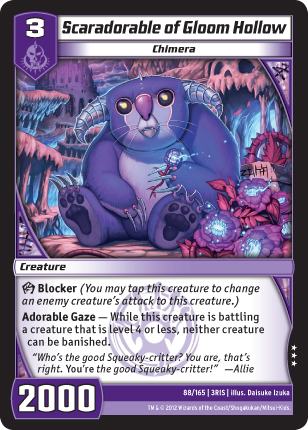 3
Scaradorable of Gloom Hollow
Chimera
Creature
Blocker (You may tap this creature to change
an enemy creature's attack to this creature.)
Adorable Gaze — While this creature is battling
a creature that is level 4 or less, neither creature
can be banished.
"Who's the good Squeaky-critter? You are, that's
right. You're the good Squeaky-critter!" —Allie
2000
88/165 | 3RIS | illus. Daisuke Izuka
TM & © 2012 Wizards of the Coast/Shogakukan/Mitsui-Kids.